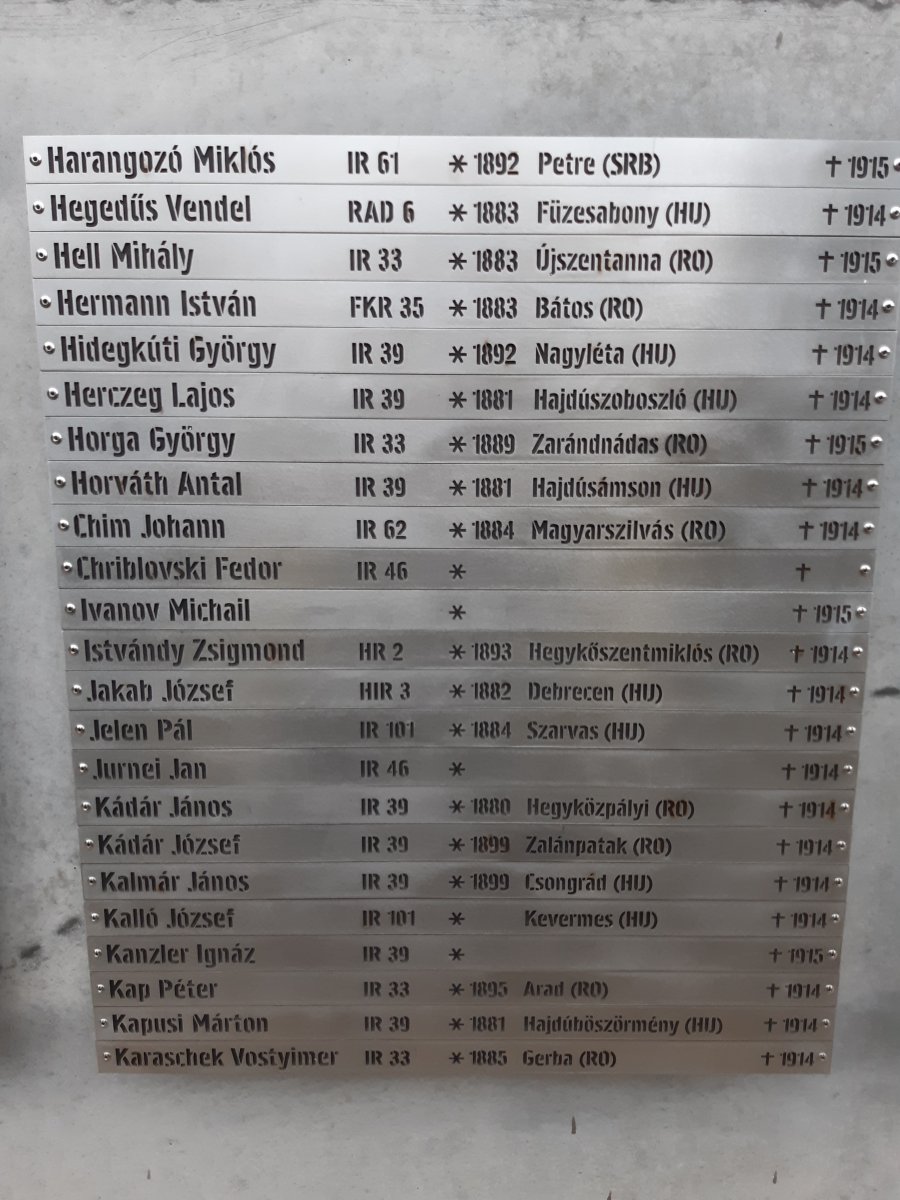 Harangozó Miklós IR 61 * 1892 Petre (SRB) † 1915
Hegedűs Vendel RAD 6 * 1883 Füzesabony (HU) † 1914
Hell Mihály IR 33 * 1883 Újszentanna (RO) † 1915
Hermann István FKR 35 * 1883 Bátos (RO) † 1914
Hidegkúti György IR 39 * 1892 Nagyléta (HU) † 1914
Herczeg Lajos IR 39 * 1881 Hajdúszoboszló (HU) † 1914
Horga György IR 33 * 1889 Zarándnádas (RO) † 1915
Horváth Antal IR 39 * 1881 Hajdúsámson (HU) † 1914
Chim Johann IR 62 * 1884 Magyarszilvás (RO) † 1914
Chriblovski Fedor IR 46 * †
Ivanov Michail * † 1915
Istvándy Zsigmond HR 2 * 1893 Hegykőszentmiklós (RO) † 1914
Jakab József HIR 3 * 1882 Debrecen (HU) † 1914
Jelen Pál IR 101 * 1884 Szarvas (HU) † 1914
Jurnei Jan IR 46 * † 1914
Kádár János IR 39 * 1880 Hegyközpályi (RO) † 1914
Kádár József IR 39 * 1899 Zalánpatak (RO) † 1914
Kalmár János IR 39 * 1899 Csongrád (HU) † 1914
Kalló József IR 101 * Kevermes (HU) † 1914
Kanzler Ignáz IR 39 * † 1915
Kap Péter IR 33 * 1895 Arad (RO) † 1914
Kapusi Márton IR 39 * 1881 Hajdúböszörmény (HU) † 1914
Karaschek Vostyimer IR 33 * 1885 Gerba (RO) † 1914